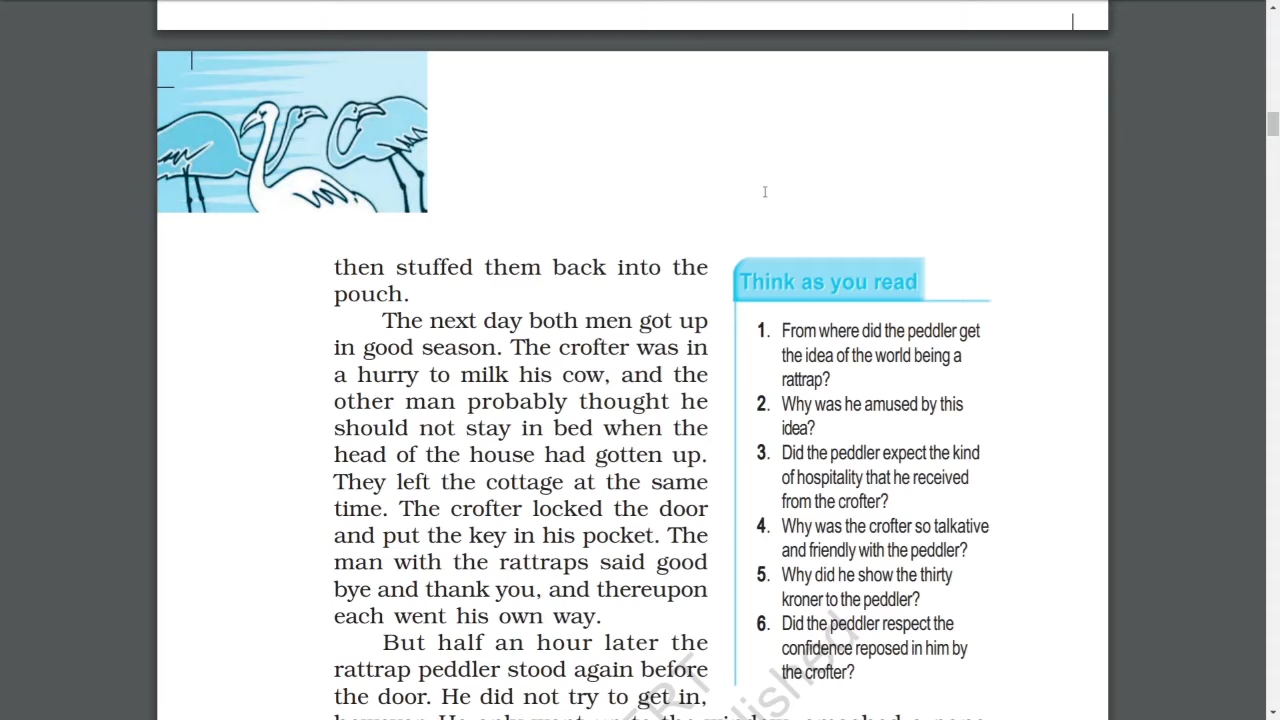 then stuffed them back into the
pouch.
The next day both men got up
in good season. The crofter was in
a hurry to milk his cow, and the
other man probably thought he
should not stay in bed when the
head of the house had gotten up.
They left the cottage at the same
time. The crofter locked the door
and put the key in his pocket. The
man with the rattraps said good
bye and thank you, and thereupon
each went his own way.
But half an hour later the
rattrap peddler stood again before
the door. He did not try to get in,
Think as you read
1. From where did the peddler get
the idea of the world being a
rattrap?
2. Why was he amused by this
idea?
3. Did the peddler expect the kind
of hospitality that he received
from the crofter?
4. Why was the crofter so talkative
and friendly with the peddler?
5. Why did he show the thirty
kroner to the peddler?
6. Did the peddler respect the
confidence reposed in him by
the crofter?